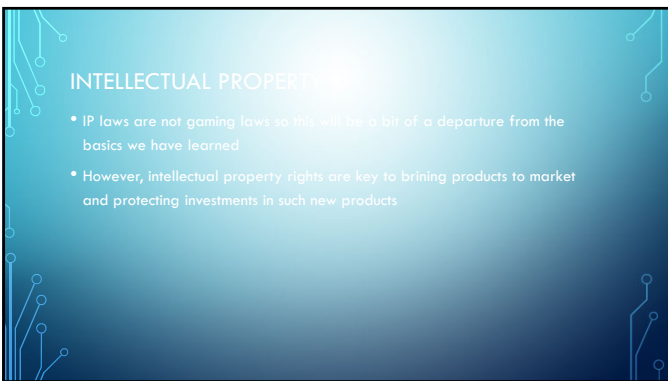 INTELLECTUAL PROPERTY
• IP laws are not gaming laws so this will be a bit of a departure from the
basics we have learned
• However, intellectual property rights are key to brining products to market
and protecting investments in such new products